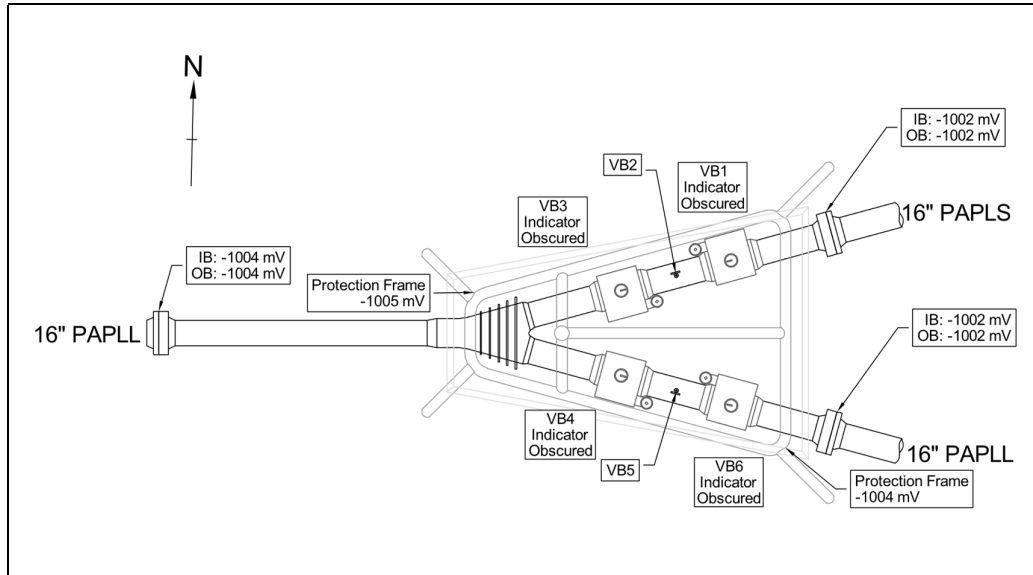 N
IB: -1002 mV
OB: -1002 mV
VB2
VB1
Indicator
Obscured
VB3
Indicator
Obscured
16" PAPLS
IB: -1004 mV
OB: -1004 mV
Protection Frame
-1005 mV
16" PAPLL
IB: -1002 mV
OB: -1002 mV
VB4
Indicator
Obscured
VB5
VB6
Indicator
Obscured
16" PAPLL
Protection Frame
-1004 mV